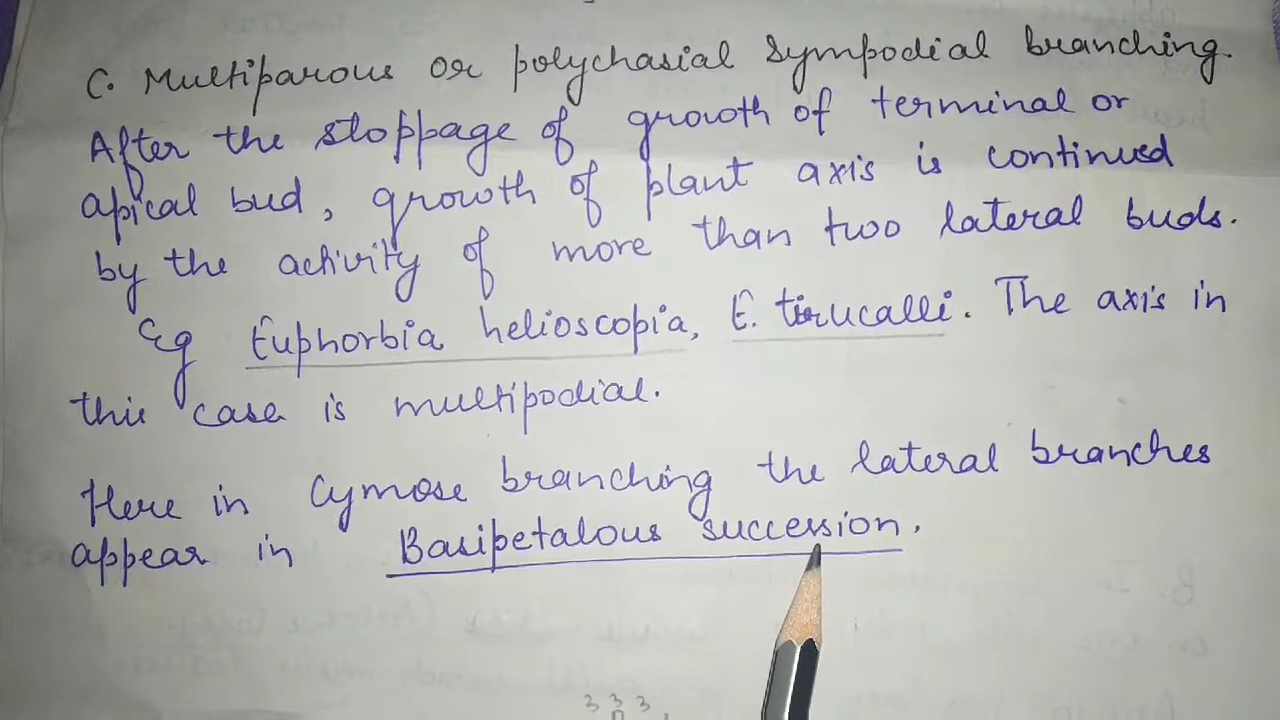 C. Multiparous or polychasial sympodial branching.
After the stoppage of growth of terminal or
apical bud, growth of plant axis is continued
by the activity of more than two lateral buds.
Eg Euphorbia helioscopia, E. tirucalli. The axis in
this case is multipodial.
Here in Cymose branching the lateral branches
appear in Basipetalous succession.